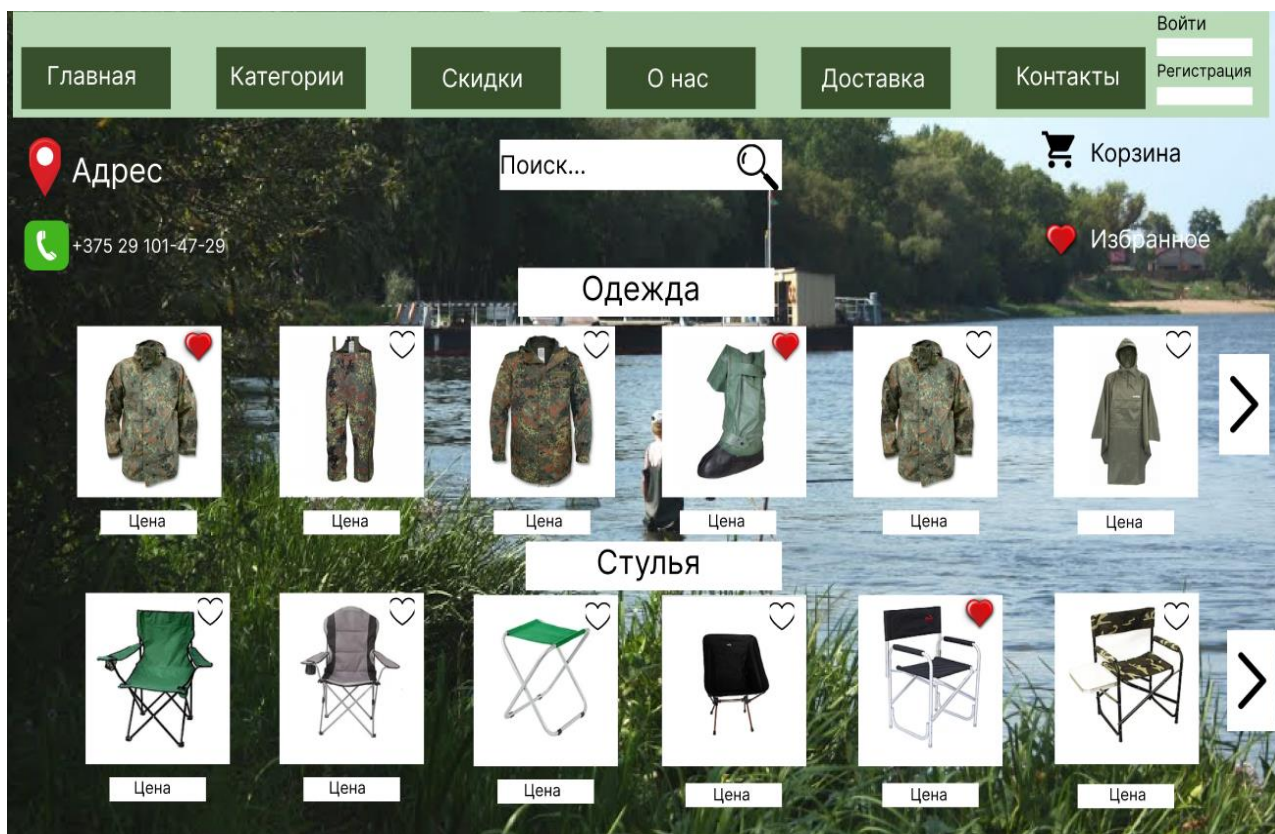 Войти
Главная
Категории
Скидки
О нас
Доставка
Контакты
Регистрация
Адрес
Поиск...
Корзина
+375 29 101-47-29
Избранное
Одежда
Цена
Цена
Цена
Цена
Цена
Цена
Стулья
Цена
Цена
Цена
Цена
Цена
Цена